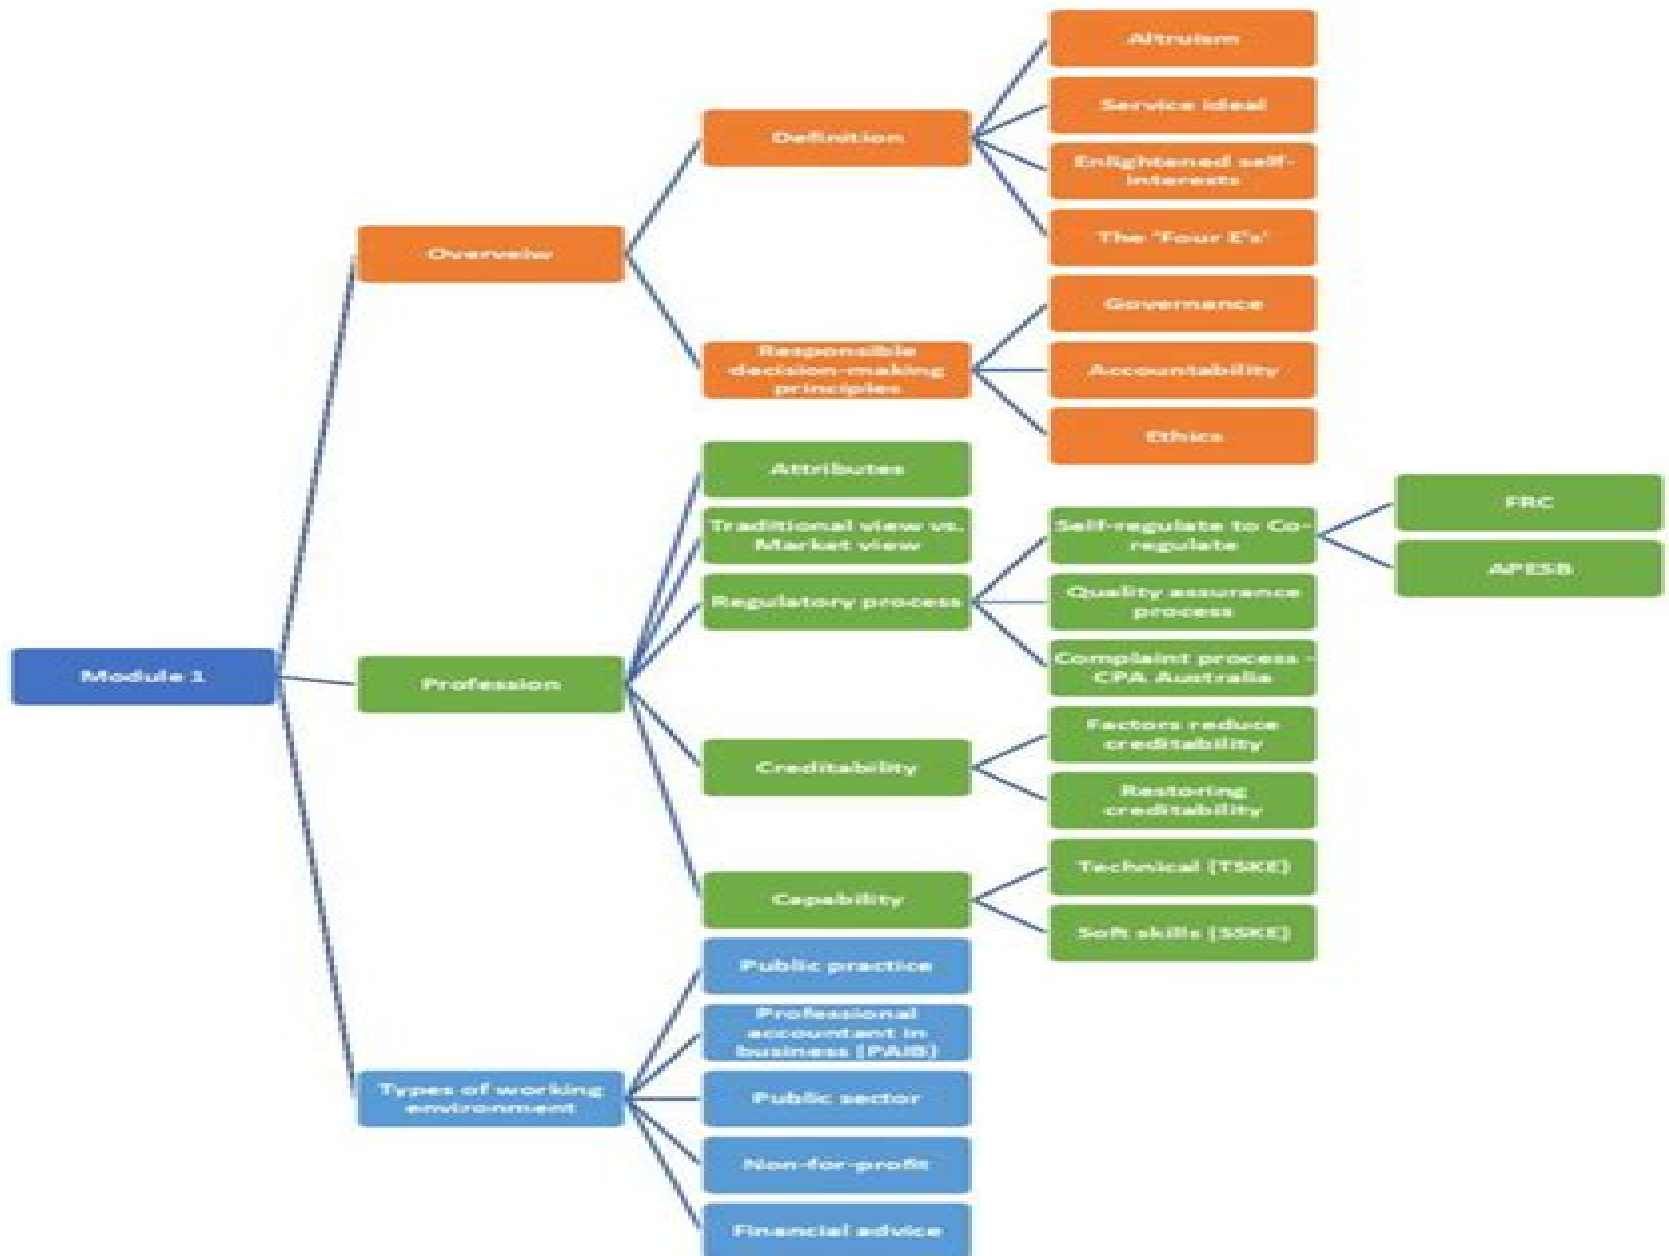 Module 1
Overveiw
Definition
Altruism
Service ideal
Enlightened self-
interests
The 'Four E's'
Responsible
decision-making
principles
Governance
Accountability
Ethics
Profession
Attributes
Traditional view vs.
Market view
Regulatory process
Self-regulate to Co-
regulate
FRC
APESB
Quality assurance
process
Complaint process -
CPA Australia
Creditability
Factors reduce
creditability
Restoring
creditability
Capability
Technical (TSKE)
Soft skills (SSKE)
Types of working
environment
Public practice
Professional
accountant in
business (PAIB)
Public sector
Non-for-profit
Financial advice